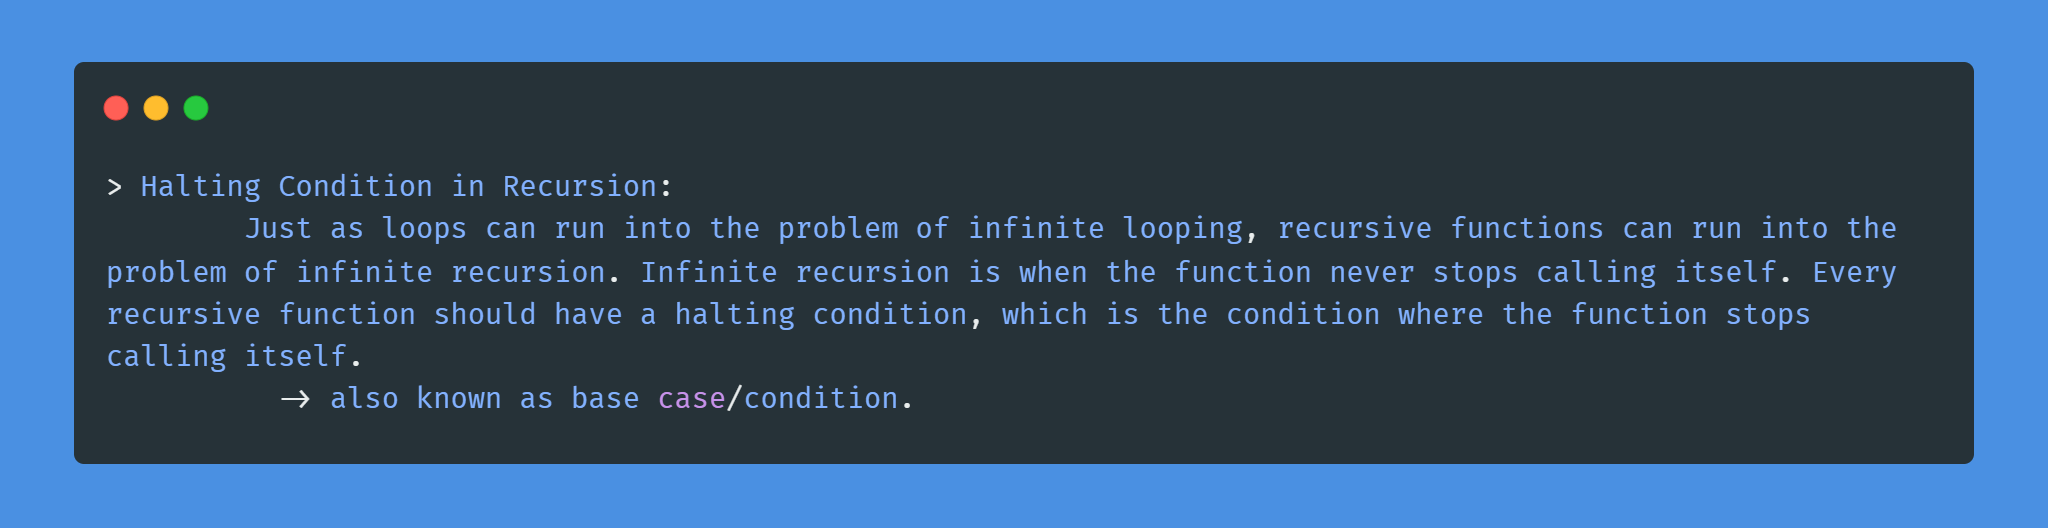 > Halting Condition in Recursion:
Just as loops can run into the problem of infinite looping, recursive functions can run into the
problem of infinite recursion. Infinite recursion is when the function never stops calling itself. Every
recursive function should have a halting condition, which is the condition where the function stops
calling itself.
→ also known as base case/condition.